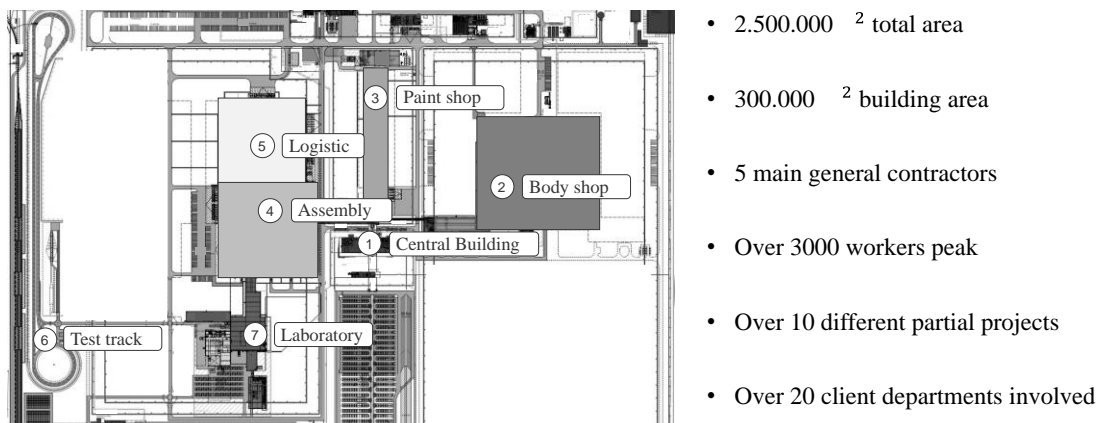 3 Paint shop
5 Logistic
2 Body shop
4 Assembly
1 Central Building
6 Test track
7 Laboratory
• 2.500.000 ² total area
• 300.000 ² building area
• 5 main general contractors
• Over 3000 workers peak
• Over 10 different partial projects
• Over 20 client departments involved